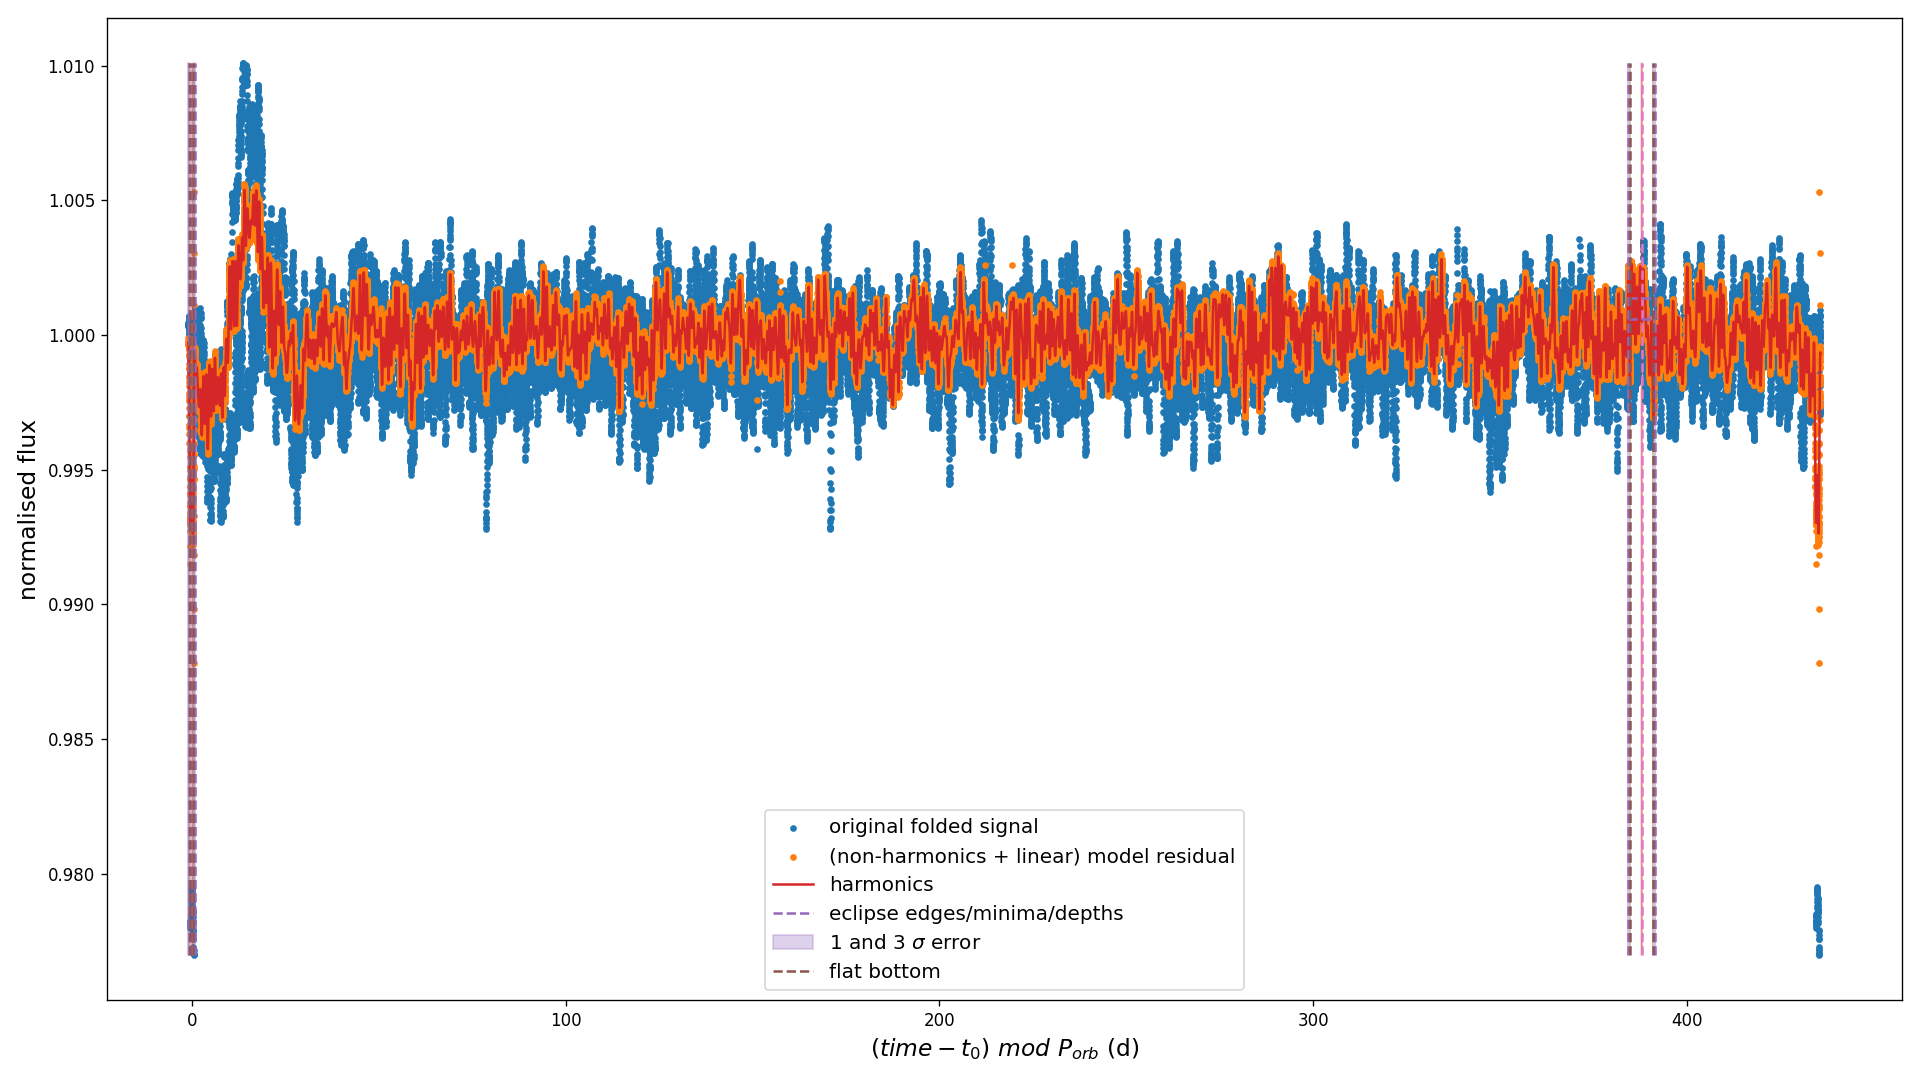 1.010
1.005
1.000
0.995
0.990
0.985
0.980
normalised flux
original folded signal
(non-harmonics + linear) model residual
harmonics
eclipse edges/minima/depths
1 and 3 σ error
flat bottom
0 100 200 300 400
(time − t₀) mod P_orb (d)